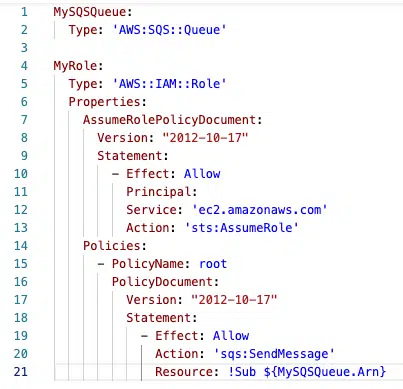 1 MySQSQueue:
2   Type: 'AWS:SQS::Queue'
3
4 MyRole:
5   Type: 'AWS::IAM::Role'
6   Properties:
7     AssumeRolePolicyDocument:
8       Version: "2012-10-17"
9       Statement:
10         - Effect: Allow
11           Principal:
12           Service: 'ec2.amazonaws.com'
13           Action: 'sts:AssumeRole'
14     Policies:
15       - PolicyName: root
16         PolicyDocument:
17           Version: "2012-10-17"
18           Statement:
19             - Effect: Allow
20               Action: 'sqs:SendMessage'
21               Resource: !Sub ${MySQSQueue.Arn}